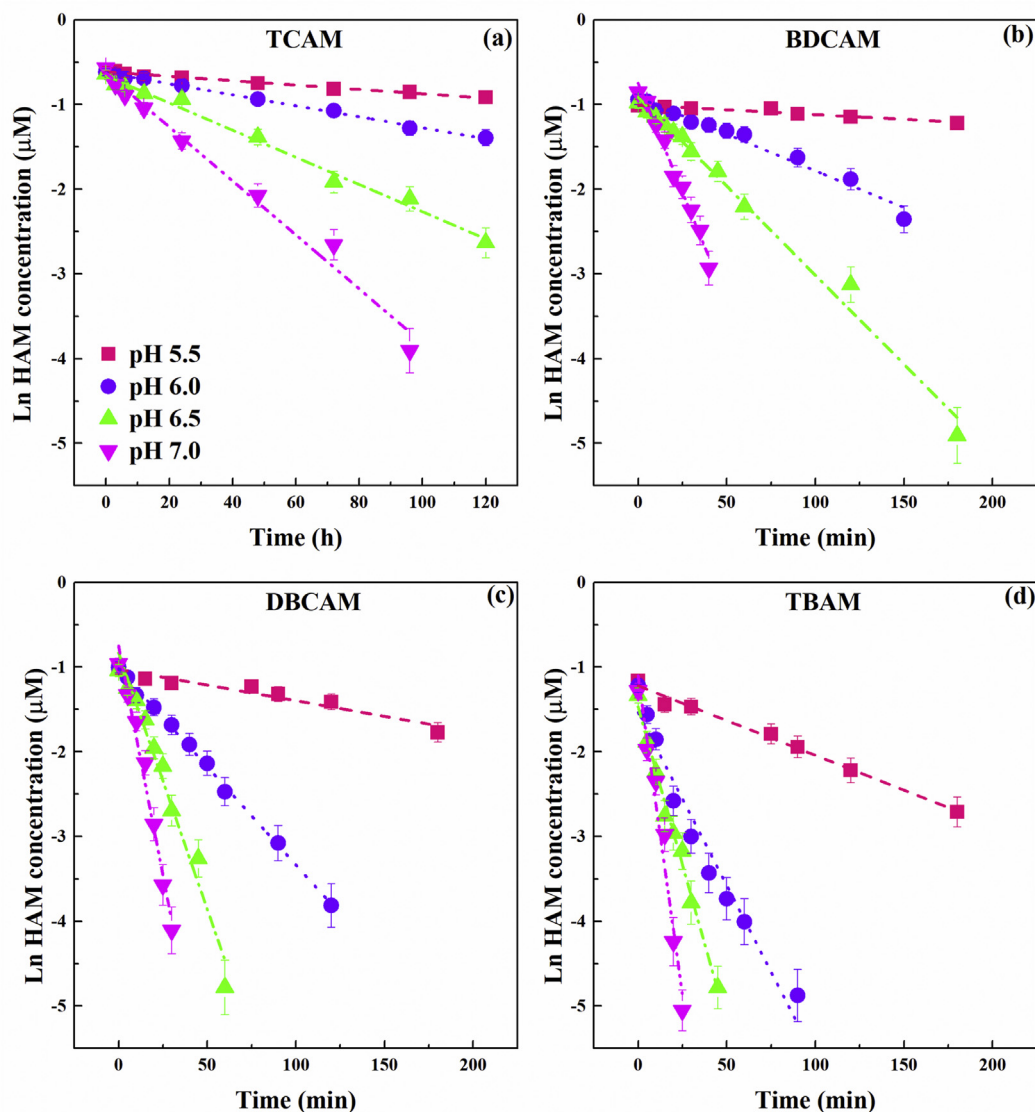 TCAM
(a)
Ln HAM concentration (μM)
0
-1
-2
-3
-4
-5
pH 5.5
pH 6.0
pH 6.5
pH 7.0
0 20 40 60 80 100 120
Time (h)
BDCAM
(b)
Ln HAM concentration (μM)
0
-1
-2
-3
-4
-5
0 50 100 150 200
Time (min)
DBCAM
(c)
Ln HAM concentration (μM)
0
-1
-2
-3
-4
-5
0 50 100 150 200
Time (min)
TBAM
(d)
Ln HAM concentration (μM)
0
-1
-2
-3
-4
-5
0 50 100 150 200
Time (min)